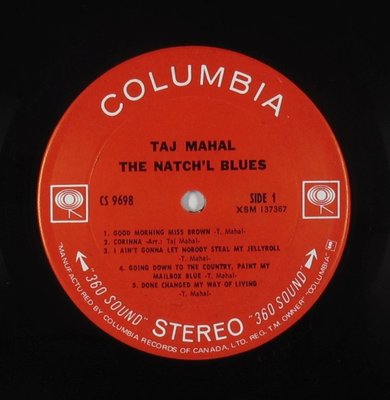 COLUMBIA
TAJ MAHAL
THE NATCH'L BLUES
CS 9698
SIDE 1
XSM 137367
1. GOOD MORNING MISS BROWN -T. Mahal-
2. CORINNA -Arr.: Taj Mahal-
3. I AIN'T GONNA LET NOBODY STEAL MY JELLYROLL
-T. Mahal-
4. GOING DOWN TO THE COUNTRY, PAINT MY
MAILBOX BLUE -T. Mahal-
5. DONE CHANGED MY WAY OF LIVING
-T. Mahal-
"360 SOUND" STEREO "360 SOUND"
MANUFACTURED BY COLUMBIA RECORDS OF CANADA, LTD. REG. T.M. OWNER "COLUMBIA"